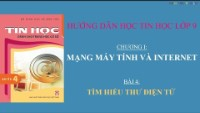 HƯỚNG DẪN HỌC TIN HỌC LỚP 9
TIN HỌC
CHƯƠNG I:
MẠNG MÁY TÍNH VÀ INTERNET
BÀI 4:
TÌM HIỂU THƯ ĐIỆN TỬ